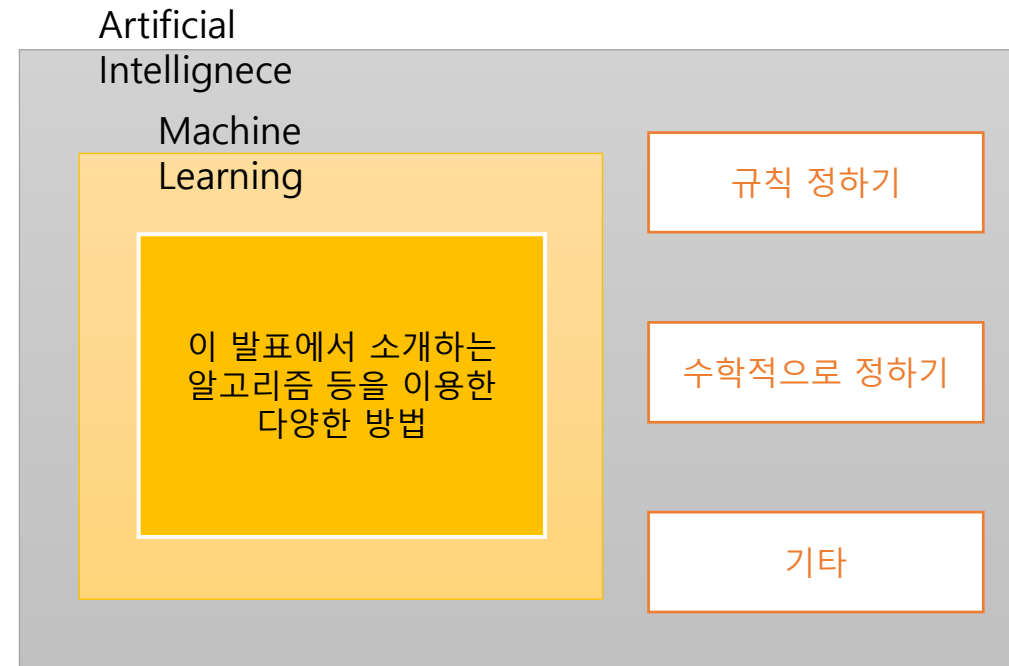 Artificial
Intellignece
Machine
Learning
이 발표에서 소개하는
알고리즘 등을 이용한
다양한 방법
규칙 정하기
수학적으로 정하기
기타